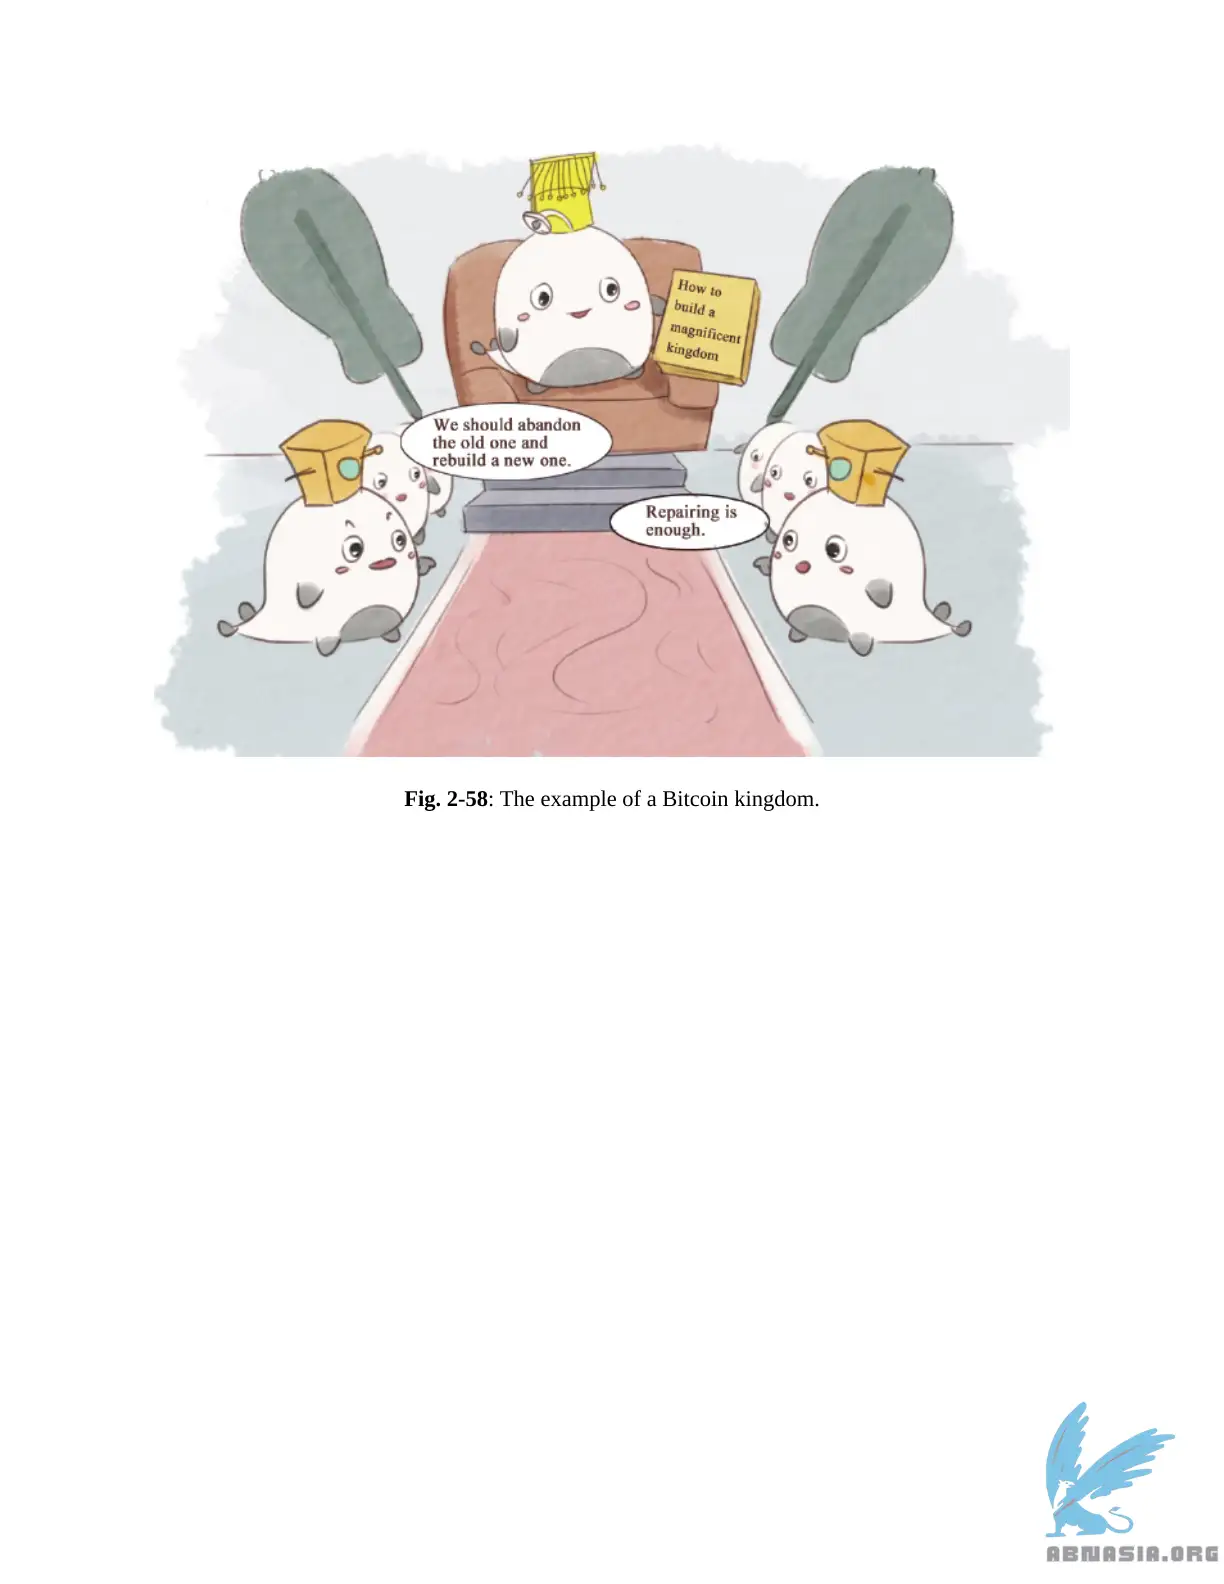 How to
build a
magnificent
kingdom
We should abandon
the old one and
rebuild a new one.
Repairing is
enough.
Fig. 2-58: The example of a Bitcoin kingdom.
ABNASIA.ORG